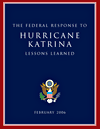 THE FEDERAL RESPONSE TO
HURRICANE
KATRINA
LESSONS LEARNED
FEBRUARY 2006